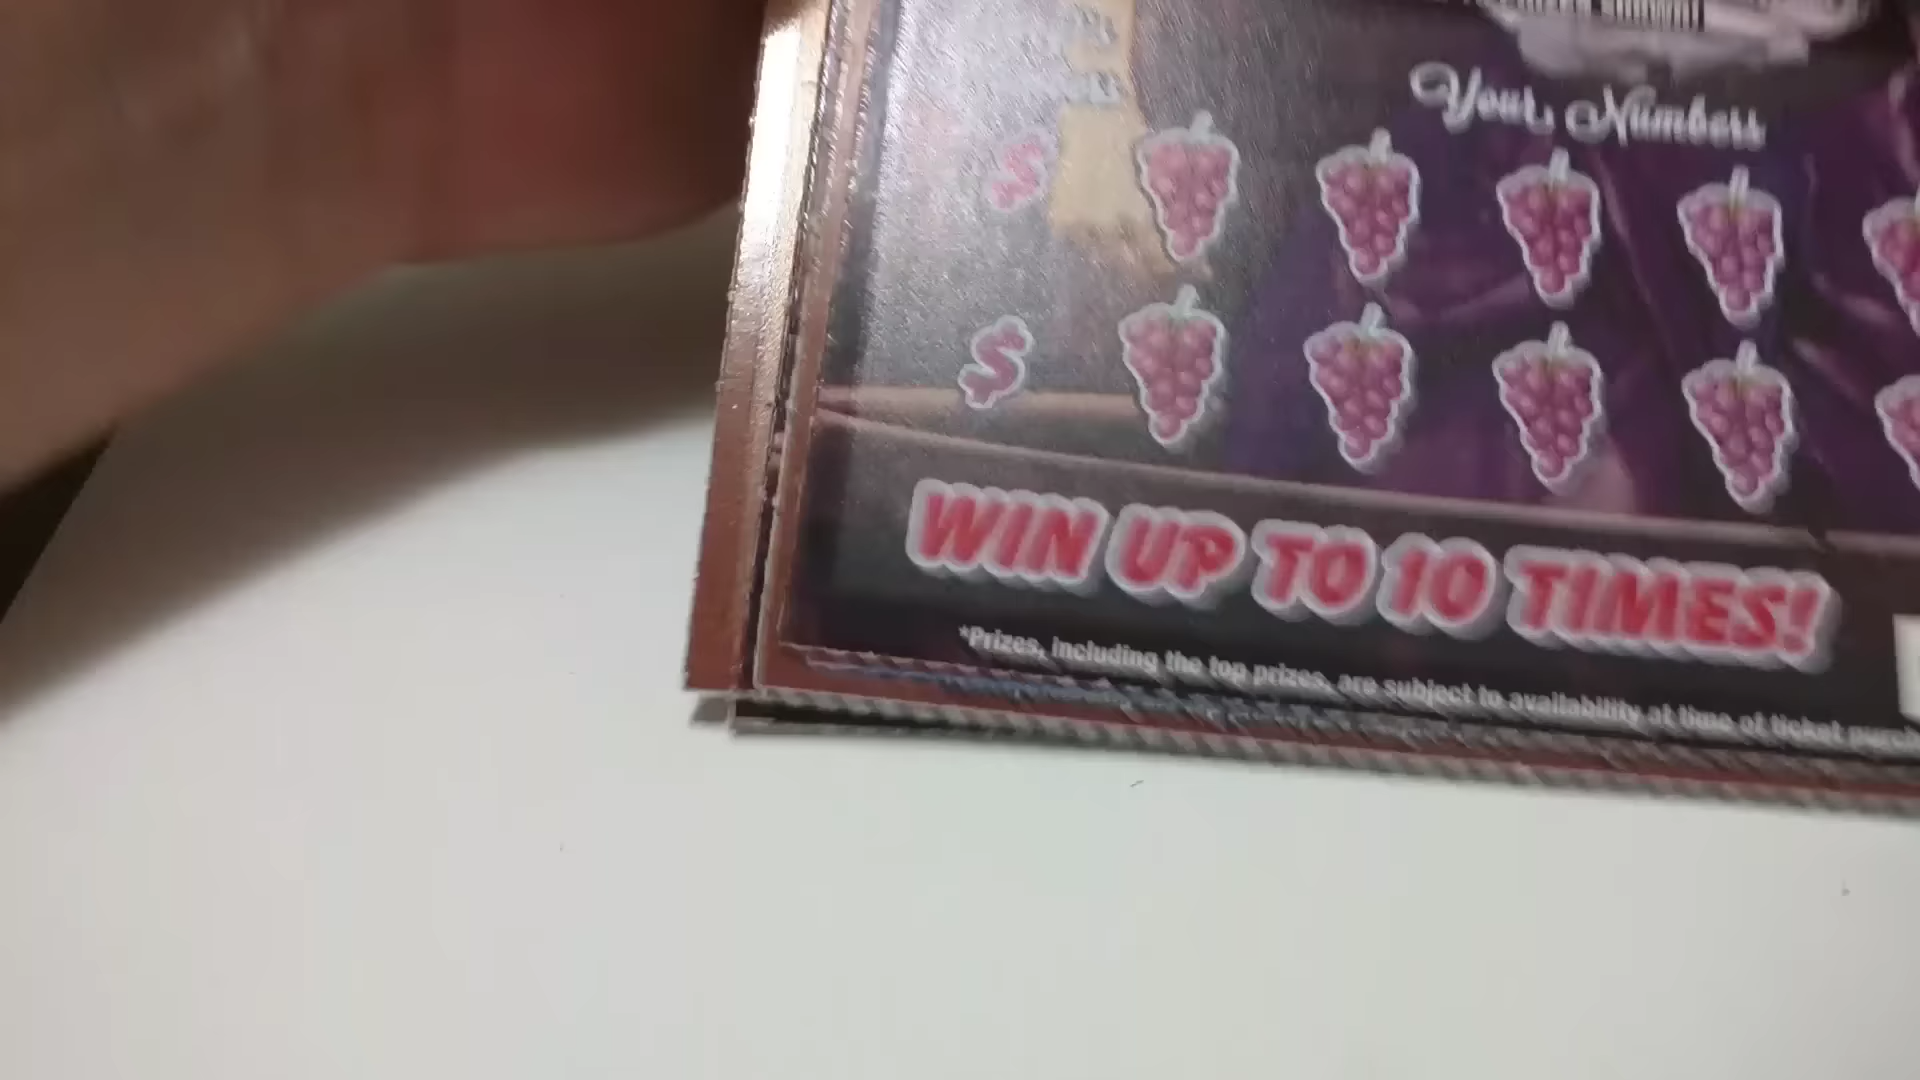 Your Numbers
$
$
WIN UP TO 10 TIMES!
*Prizes, including the top prizes, are subject to availability at time of ticket